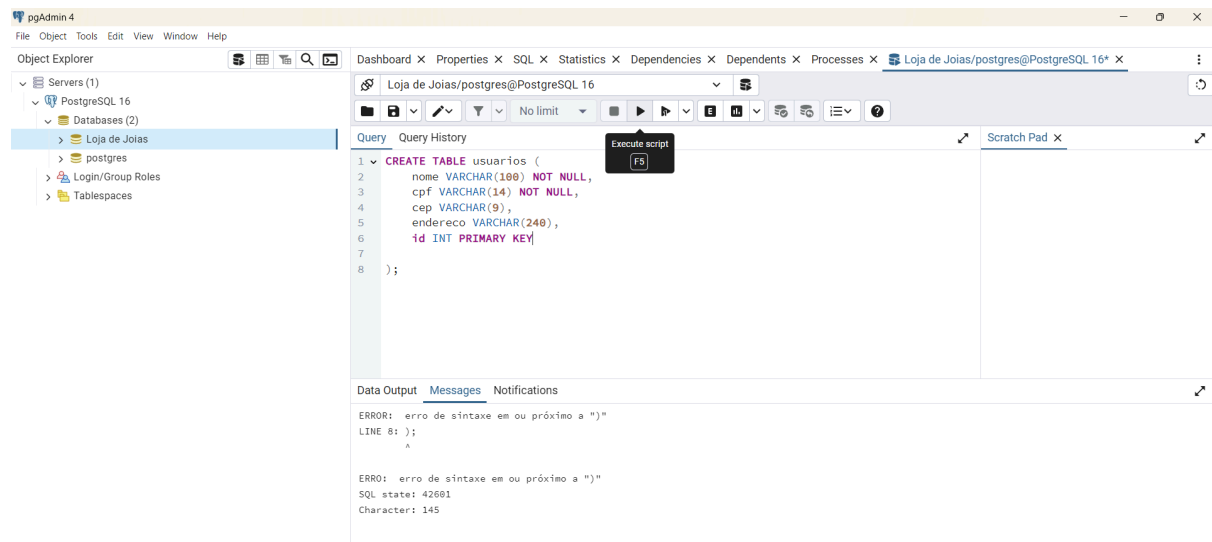 pgAdmin 4
File Object Tools Edit View Window Help
Object Explorer
Dashboard Properties SQL Statistics Dependencies Dependents Processes Loja de Joias/postgres@PostgreSQL 16*
Servers (1)
PostgreSQL 16
Databases (2)
Loja de Joias
postgres
Login/Group Roles
Tablespaces
Loja de Joias/postgres@PostgreSQL 16
No limit
E
Execute script
F5
Query Query History
Scratch Pad
1 CREATE TABLE usuarios (
2 nome VARCHAR(100) NOT NULL,
3 cpf VARCHAR(14) NOT NULL,
4 cep VARCHAR(9),
5 endereco VARCHAR(240),
6 id INT PRIMARY KEY
7
8 );
Data Output Messages Notifications
ERROR:  erro de sintaxe em ou próximo a ")"
LINE 8: );
^
ERRO:  erro de sintaxe em ou próximo a ")"
SQL state: 42601
Character: 145